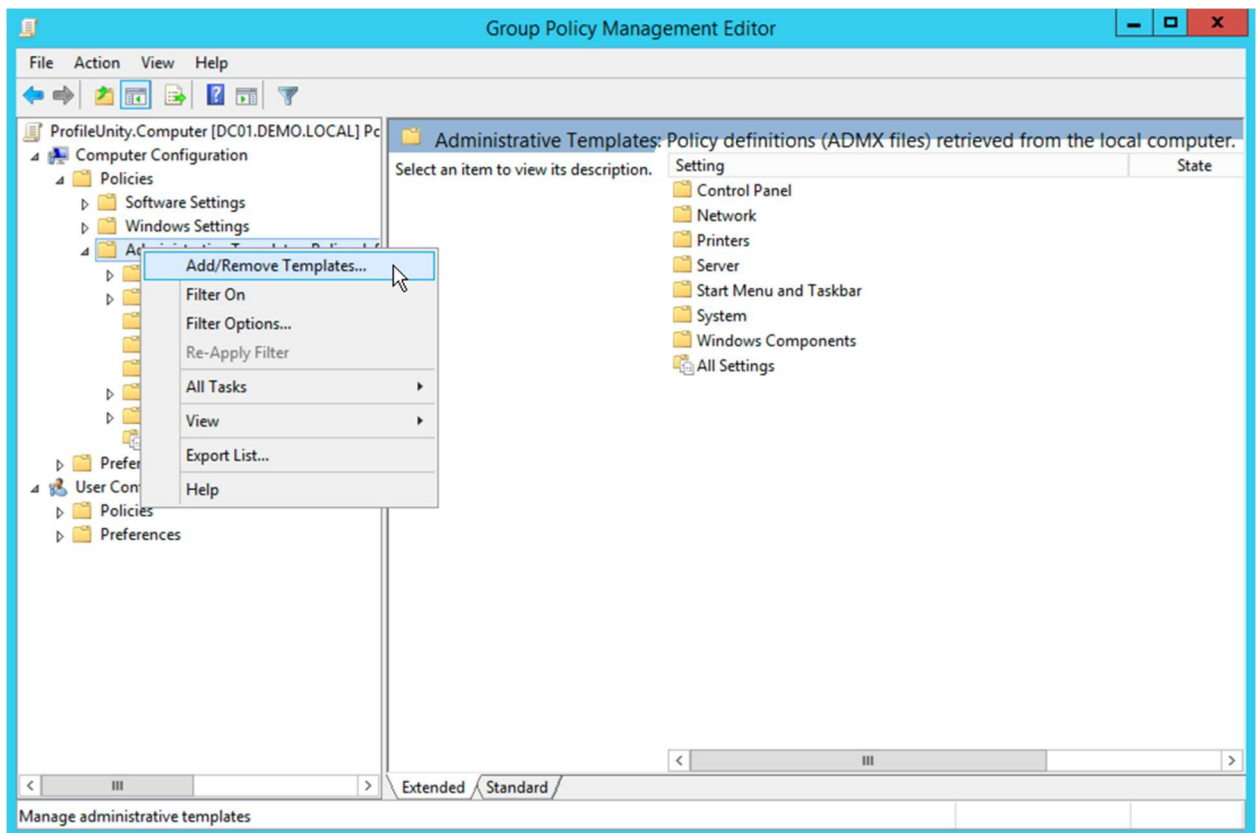 Group Policy Management Editor
File Action View Help
ProfileUnity.Computer [DC01.DEMO.LOCAL] Pc
Computer Configuration
Policies
Software Settings
Windows Settings
Add/Remove Templates...
Filter On
Filter Options...
Re-Apply Filter
All Tasks
View
Export List...
Help
Prefer
User Con
Policies
Preferences
Administrative Templates: Policy definitions (ADMX files) retrieved from the local computer.
Select an item to view its description.
Setting State
Control Panel
Network
Printers
Server
Start Menu and Taskbar
System
Windows Components
All Settings
Extended Standard
Manage administrative templates